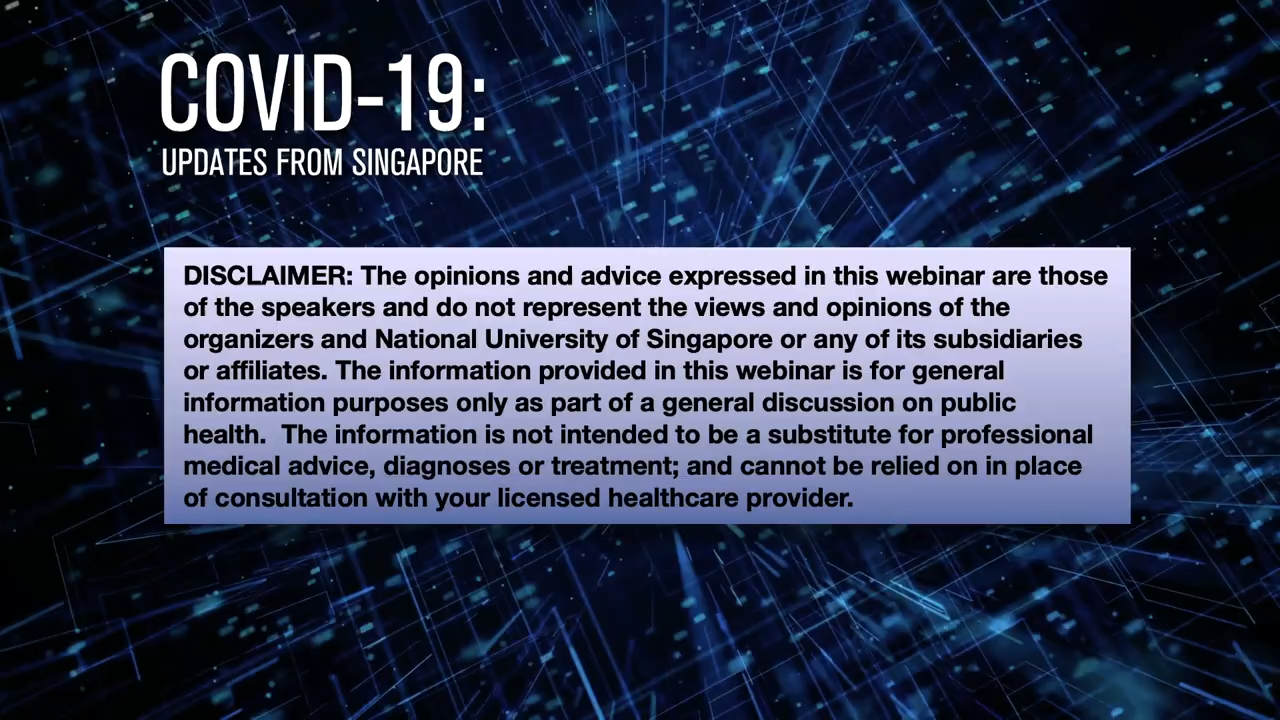 COVID-19:
UPDATES FROM SINGAPORE
DISCLAIMER: The opinions and advice expressed in this webinar are those
of the speakers and do not represent the views and opinions of the
organizers and National University of Singapore or any of its subsidiaries
or affiliates. The information provided in this webinar is for general
information purposes only as part of a general discussion on public
health.  The information is not intended to be a substitute for professional
medical advice, diagnoses or treatment; and cannot be relied on in place
of consultation with your licensed healthcare provider.